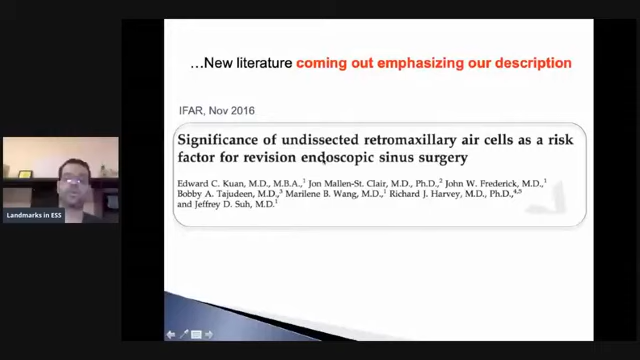 ...New literature coming out emphasizing our description
IFAR, Nov 2016
Significance of undissected retromaxillary air cells as a risk
factor for revision endoscopic sinus surgery
Edward C. Kuan, M.D., M.B.A.,1 Jon Mallen-St. Clair, M.D., Ph.D.,2 John W. Frederick, M.D.,1
Bobby A. Tajudeen, M.D.,3 Marilene B. Wang, M.D.,1 Richard J. Harvey, M.D., Ph.D.,4,5
and Jeffrey D. Suh, M.D.1
Landmarks in ESS